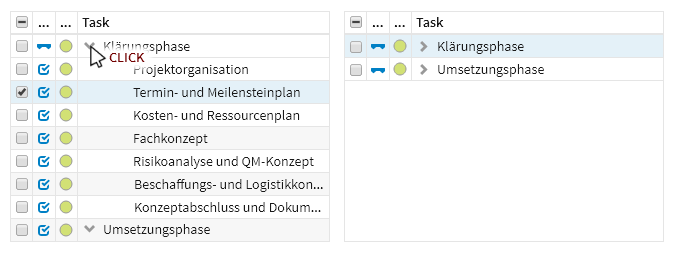 ... ... Task
Klärungsphase
CLICK
Projektorganisation
Termin- und Meilensteinplan
Kosten- und Ressourcenplan
Fachkonzept
Risikoanalyse und QM-Konzept
Beschaffungs- und Logistikkon...
Konzeptabschluss und Dokum...
Umsetzungsphase
... ... Task
Klärungsphase
Umsetzungsphase